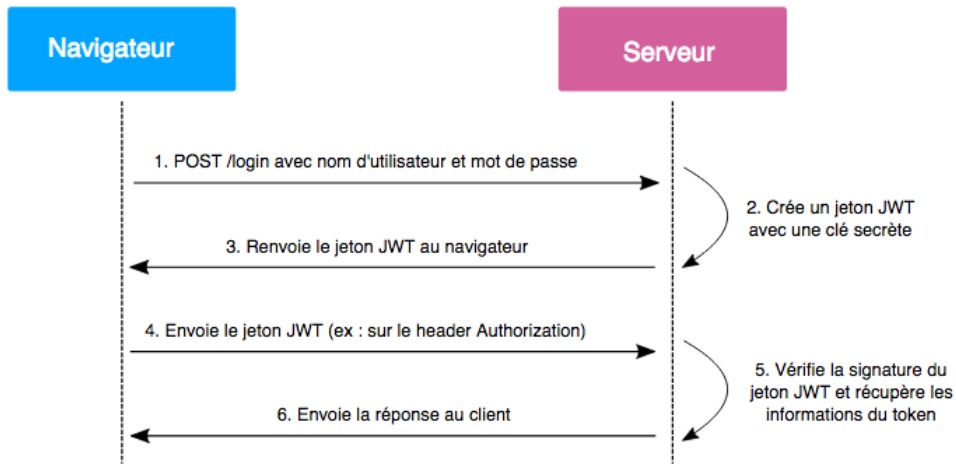 Navigateur
Serveur
1. POST /login avec nom d'utilisateur et mot de passe
2. Crée un jeton JWT
avec une clé secrète
3. Renvoie le jeton JWT au navigateur
4. Envoie le jeton JWT (ex : sur le header Authorization)
5. Vérifie la signature du
jeton JWT et récupère les
informations du token
6. Envoie la réponse au client